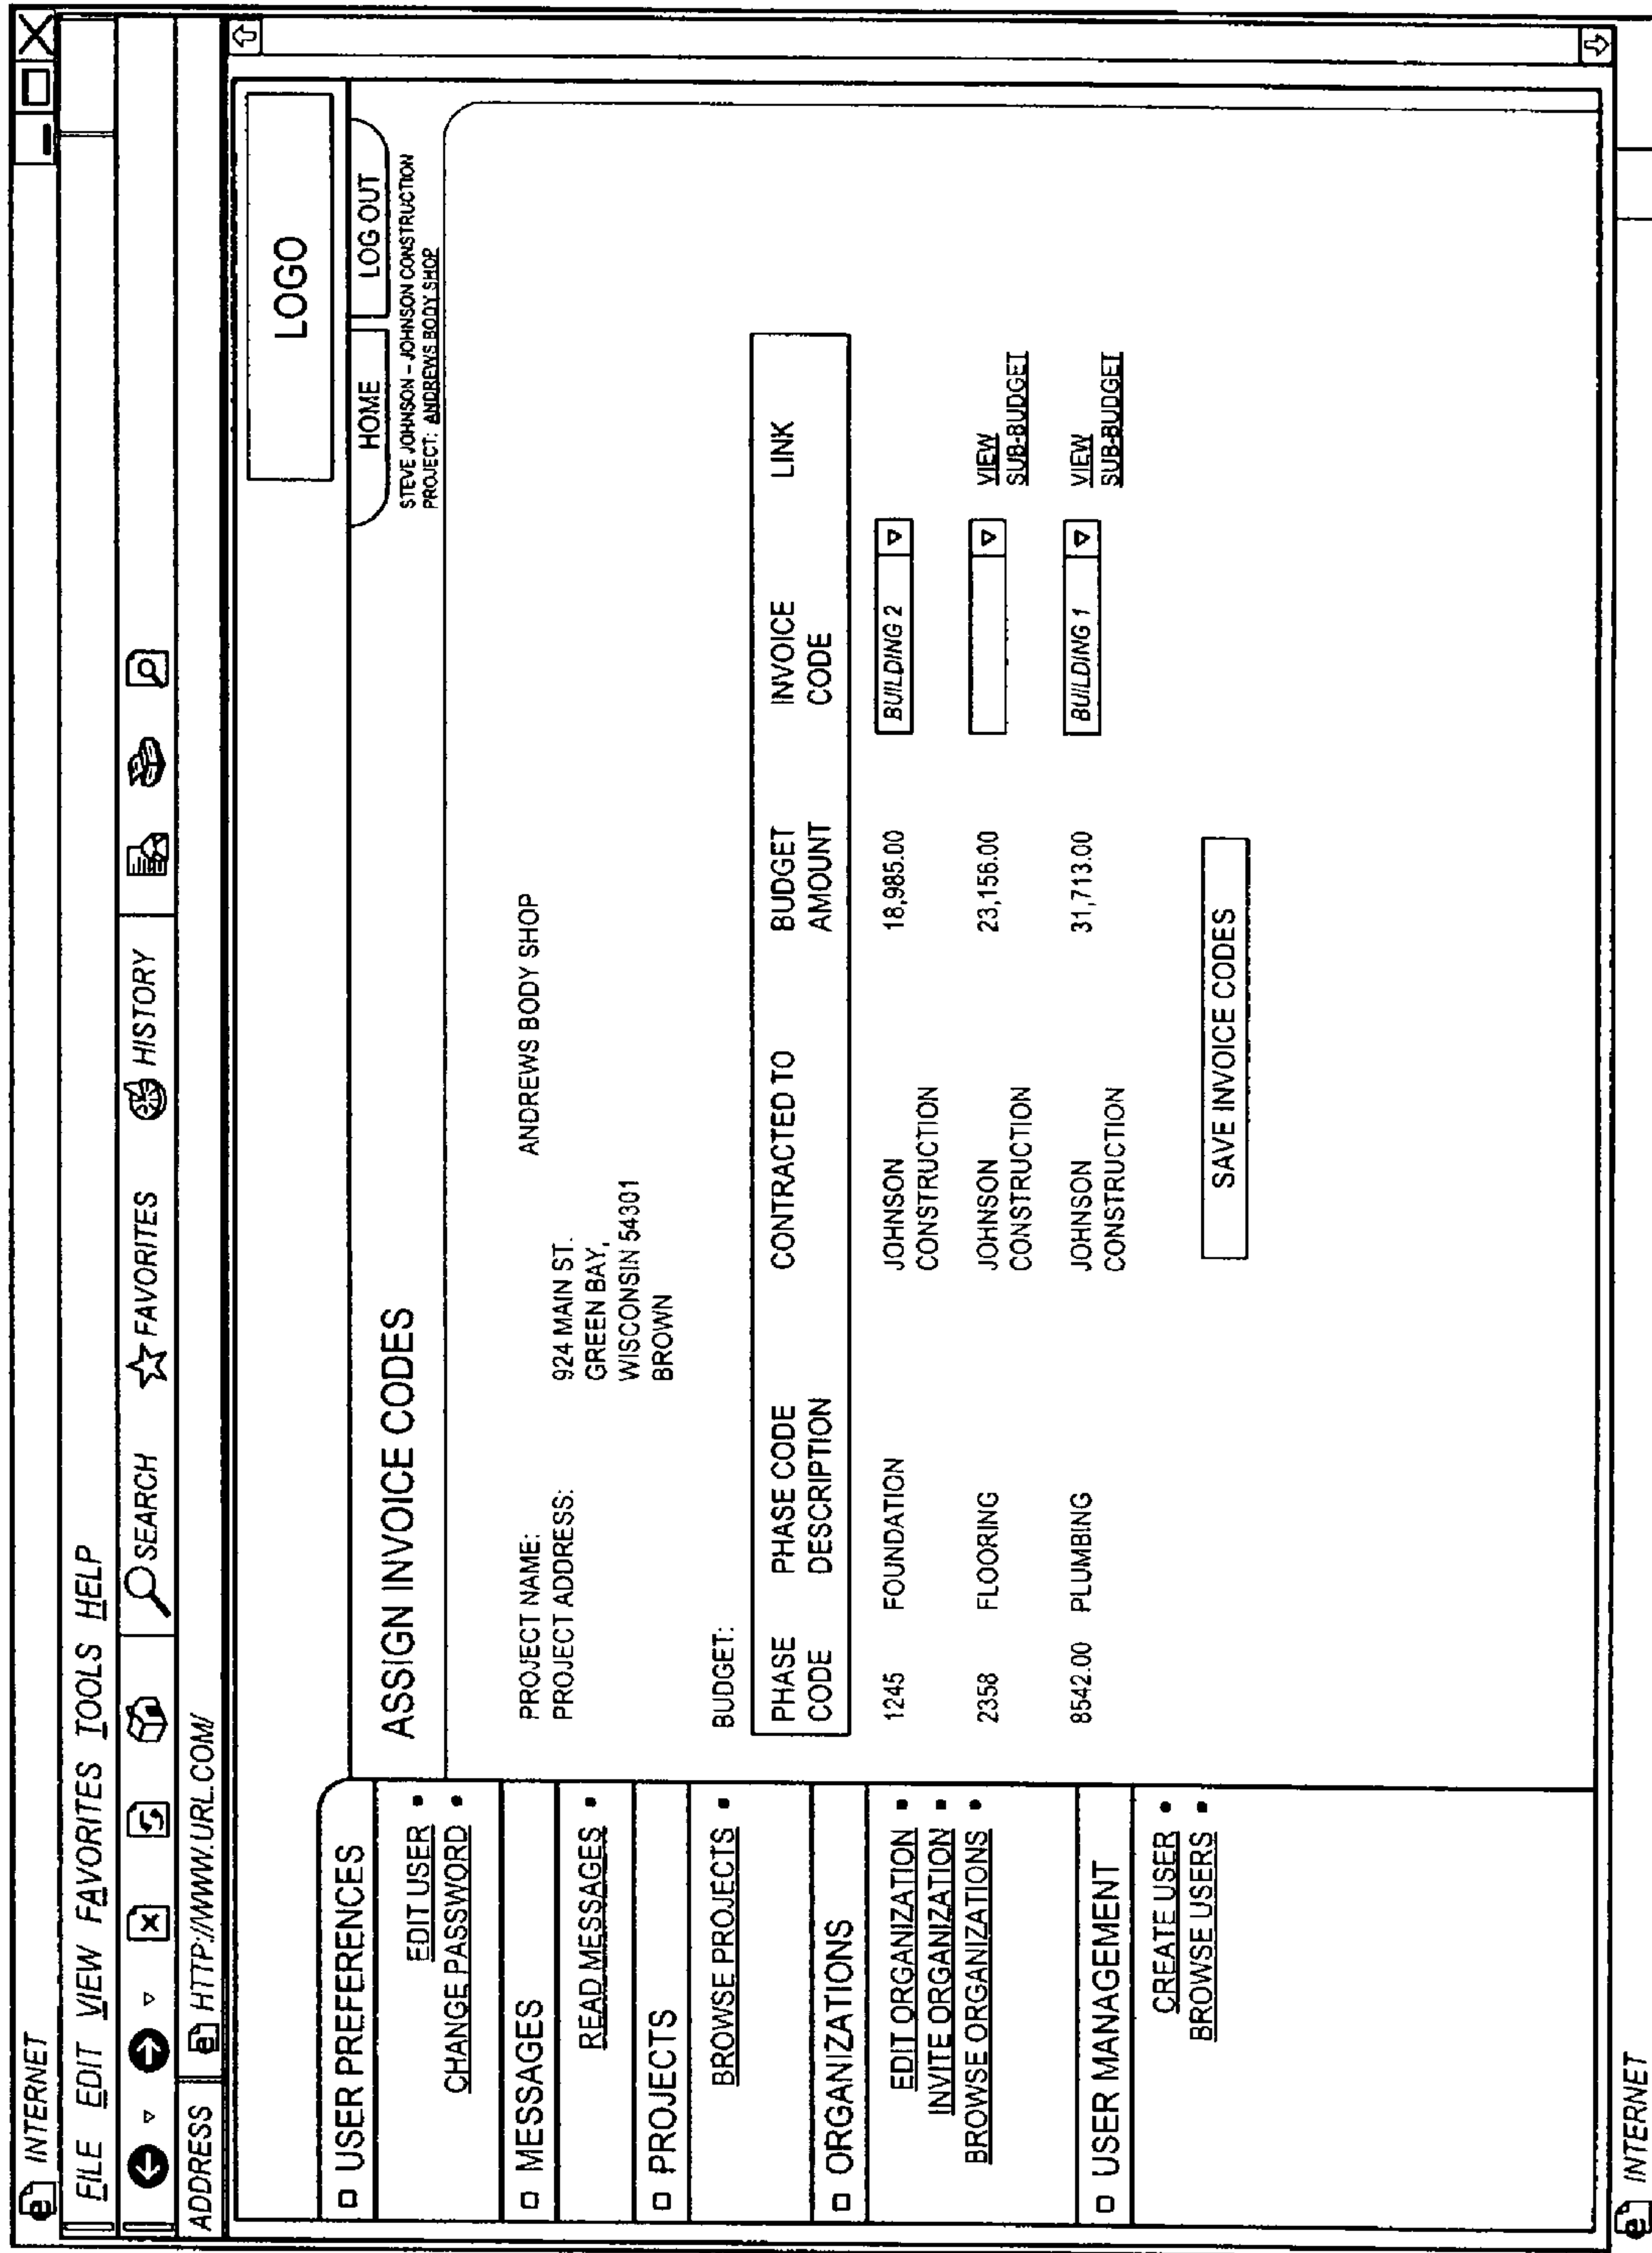 INTERNET
FILE EDIT VIEW FAVORITES TOOLS HELP
SEARCH FAVORITES HISTORY
ADDRESS HTTP://WWW.URL.COM/
LOGO
HOME LOG OUT
STEVE JOHNSON – JOHNSON CONSTRUCTION
PROJECT: ANDREWS BODY SHOP
USER PREFERENCES
EDIT USER
CHANGE PASSWORD
MESSAGES
READ MESSAGES
PROJECTS
BROWSE PROJECTS
ORGANIZATIONS
EDIT ORGANIZATION
INVITE ORGANIZATION
BROWSE ORGANIZATIONS
USER MANAGEMENT
CREATE USER
BROWSE USERS
ASSIGN INVOICE CODES
PROJECT NAME: ANDREWS BODY SHOP
PROJECT ADDRESS: 924 MAIN ST.
GREEN BAY,
WISCONSIN 54301
BROWN
BUDGET:
PHASE PHASE CODE CONTRACTED TO BUDGET INVOICE LINK
CODE DESCRIPTION AMOUNT CODE
1245 FOUNDATION JOHNSON 18,985.00 BUILDING 2
CONSTRUCTION
2358 FLOORING JOHNSON 23,156.00 VIEW
CONSTRUCTION SUB-BUDGET
8542.00 PLUMBING JOHNSON 31,713.00 BUILDING 1 VIEW
CONSTRUCTION SUB-BUDGET
SAVE INVOICE CODES
INTERNET